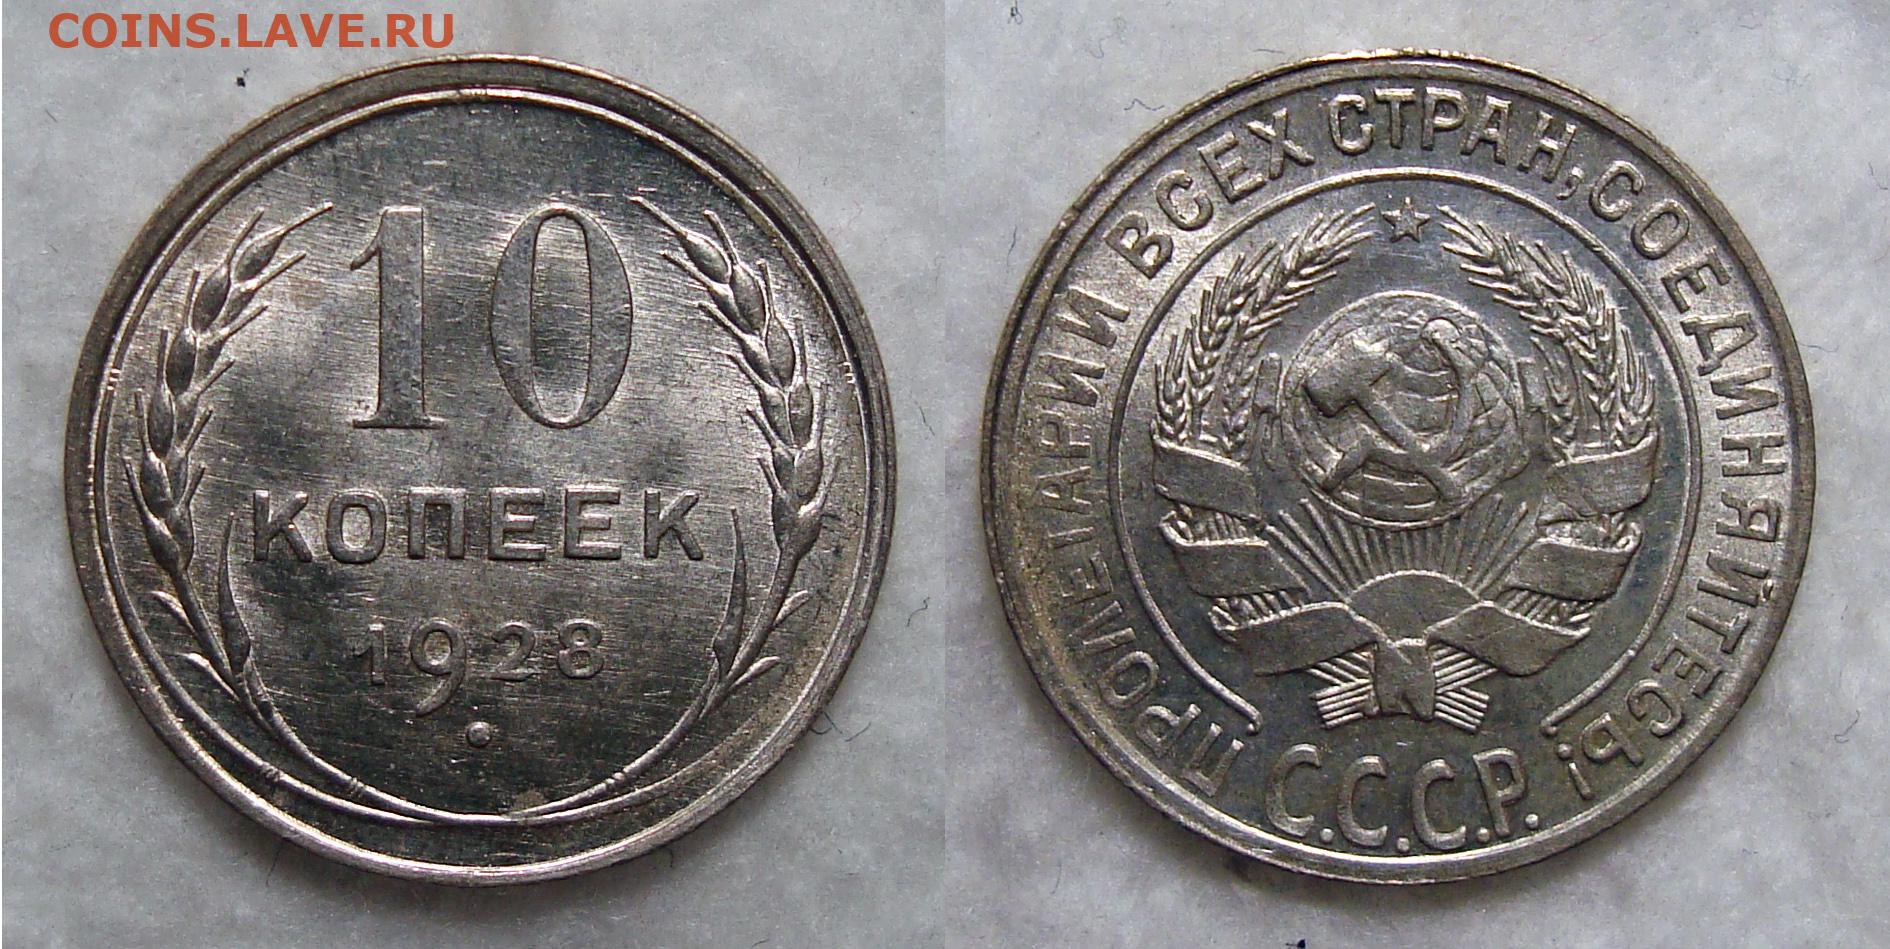 COINS.LAVE.RU
10
КОПЕЕК
1928
ПРОЛЕТАРИИ ВСЕХ СТРАН, СОЕДИНЯЙТЕСЬ!
С.С.С.Р.